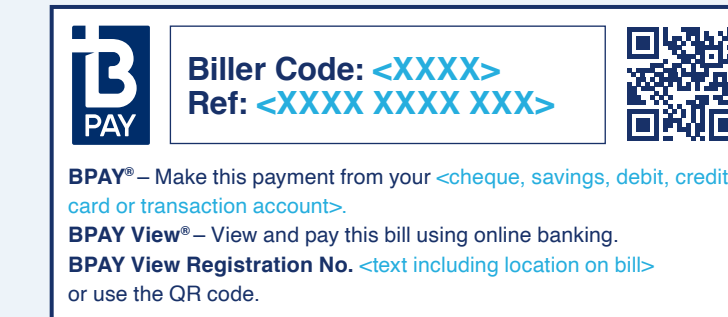 B
PAY
Biller Code: <XXXX>
Ref: <XXXX XXXX XXX>
BPAY® – Make this payment from your <cheque, savings, debit, credit
card or transaction account>.
BPAY View® – View and pay this bill using online banking.
BPAY View Registration No. <text including location on bill>
or use the QR code.